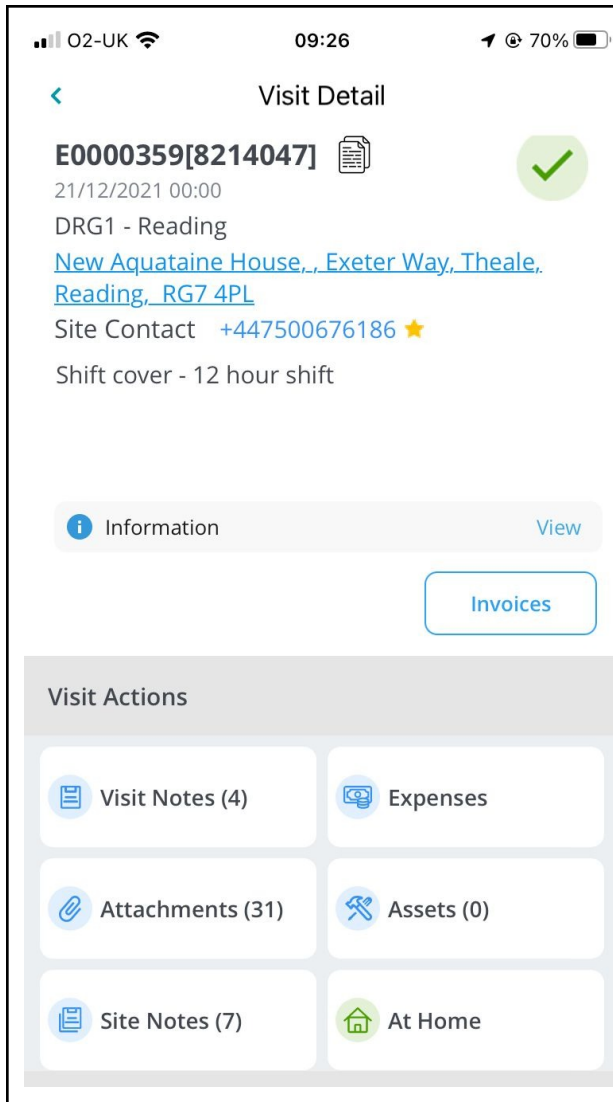 O2-UK 09:26 70%
Visit Detail
E0000359[8214047]
21/12/2021 00:00
DRG1 - Reading
New Aquataine House, , Exeter Way, Theale,
Reading, RG7 4PL
Site Contact +447500676186
Shift cover - 12 hour shift
Information View
Invoices
Visit Actions
Visit Notes (4) Expenses
Attachments (31) Assets (0)
Site Notes (7) At Home